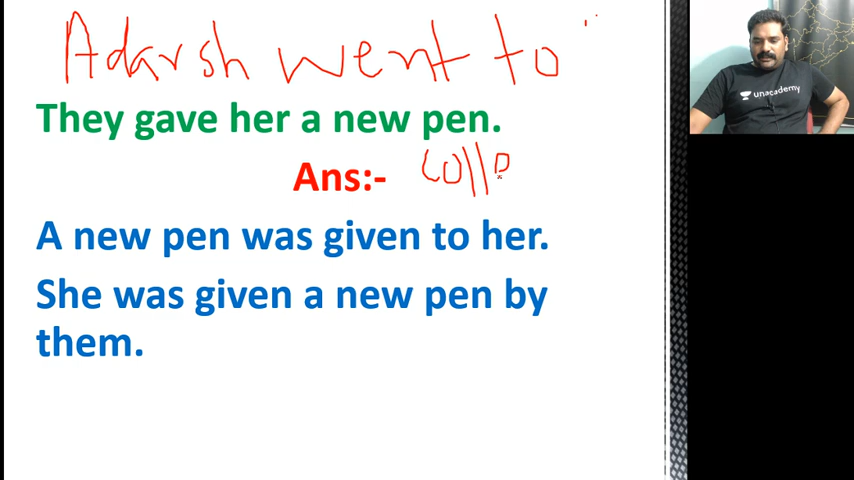 Adarsh went to
They gave her a new pen.
Ans:-
A new pen was given to her.
She was given a new pen by
them.
unacademy